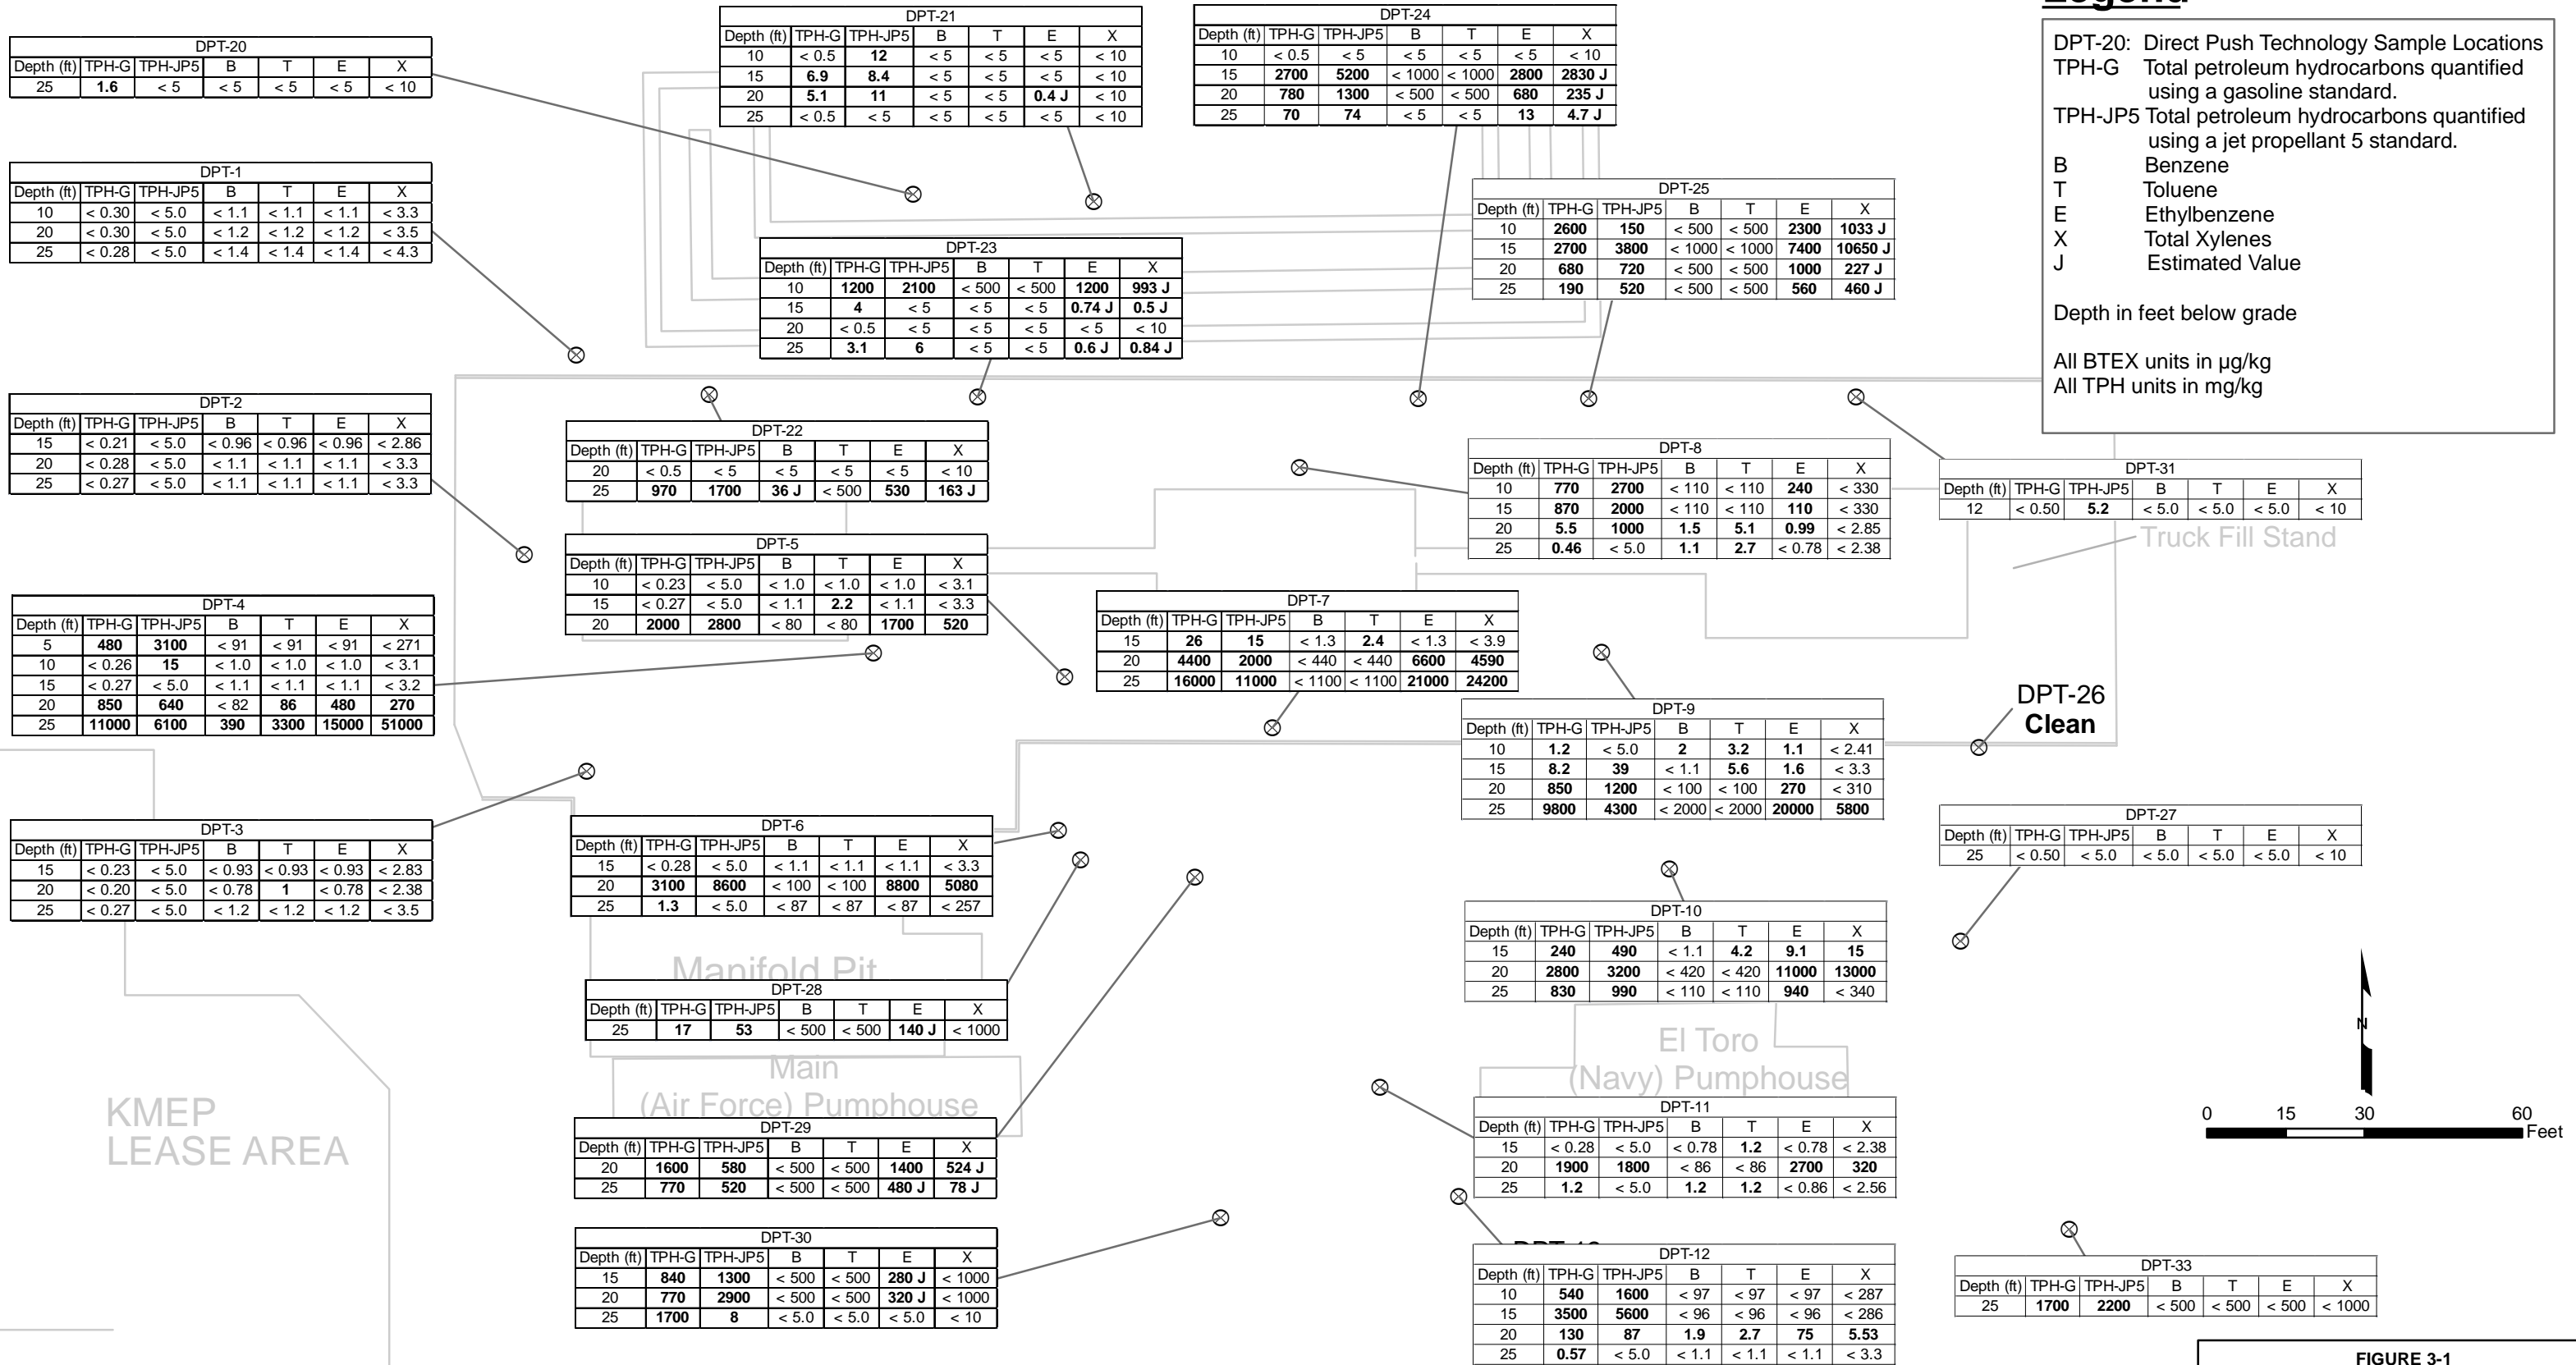 Legend
DPT-20: Direct Push Technology Sample Locations
TPH-G Total petroleum hydrocarbons quantified
using a gasoline standard.
TPH-JP5 Total petroleum hydrocarbons quantified
using a jet propellant 5 standard.
B Benzene
T Toluene
E Ethylbenzene
X Total Xylenes
J Estimated Value
Depth in feet below grade
All BTEX units in µg/kg
All TPH units in mg/kg
DPT-20
Depth (ft) TPH-G TPH-JP5 B T E X
25 1.6 < 5 < 5 < 5 < 5 < 10
DPT-21
Depth (ft) TPH-G TPH-JP5 B T E X
10 < 0.5 12 < 5 < 5 < 5 < 10
15 6.9 8.4 < 5 < 5 < 5 < 10
20 5.1 11 < 5 < 5 0.4 J < 10
25 < 0.5 < 5 < 5 < 5 < 5 < 10
DPT-24
Depth (ft) TPH-G TPH-JP5 B T E X
10 < 0.5 < 5 < 5 < 5 < 5 < 10
15 2700 5200 < 1000 < 1000 2800 2830 J
20 780 1300 < 500 < 500 680 235 J
25 70 74 < 5 < 5 13 4.7 J
DPT-1
Depth (ft) TPH-G TPH-JP5 B T E X
10 < 0.30 < 5.0 < 1.1 < 1.1 < 1.1 < 3.3
20 < 0.30 < 5.0 < 1.2 < 1.2 < 1.2 < 3.5
25 < 0.28 < 5.0 < 1.4 < 1.4 < 1.4 < 4.3
DPT-25
Depth (ft) TPH-G TPH-JP5 B T E X
10 2600 150 < 500 < 500 2300 1033 J
15 2700 3800 < 1000 < 1000 7400 10650 J
20 680 720 < 500 < 500 1000 227 J
25 190 520 < 500 < 500 560 460 J
DPT-23
Depth (ft) TPH-G TPH-JP5 B T E X
10 1200 2100 < 500 < 500 1200 993 J
15 4 < 5 < 5 < 5 0.74 J 0.5 J
20 < 0.5 < 5 < 5 < 5 < 5 < 10
25 3.1 6 < 5 < 5 0.6 J 0.84 J
DPT-2
Depth (ft) TPH-G TPH-JP5 B T E X
15 < 0.21 < 5.0 < 0.96 < 0.96 < 0.96 < 2.86
20 < 0.28 < 5.0 < 1.1 < 1.1 < 1.1 < 3.3
25 < 0.27 < 5.0 < 1.1 < 1.1 < 1.1 < 3.3
DPT-22
Depth (ft) TPH-G TPH-JP5 B T E X
20 < 0.5 < 5 < 5 < 5 < 5 < 10
25 970 1700 36 J < 500 530 163 J
DPT-8
Depth (ft) TPH-G TPH-JP5 B T E X
10 770 2700 < 110 < 110 240 < 330
15 870 2000 < 110 < 110 110 < 330
20 5.5 1000 1.5 5.1 0.99 < 2.85
25 0.46 < 5.0 1.1 2.7 < 0.78 < 2.38
DPT-31
Depth (ft) TPH-G TPH-JP5 B T E X
12 < 0.50 5.2 < 5.0 < 5.0 < 5.0 < 10
Truck Fill Stand
DPT-5
Depth (ft) TPH-G TPH-JP5 B T E X
10 < 0.23 < 5.0 < 1.0 < 1.0 < 1.0 < 3.1
15 < 0.27 < 5.0 < 1.1 2.2 < 1.1 < 3.3
20 2000 2800 < 80 < 80 1700 520
DPT-4
Depth (ft) TPH-G TPH-JP5 B T E X
5 480 3100 < 91 < 91 < 91 < 271
10 < 0.26 15 < 1.0 < 1.0 < 1.0 < 3.1
15 < 0.27 < 5.0 < 1.1 < 1.1 < 1.1 < 3.2
20 850 640 < 82 86 480 270
25 11000 6100 390 3300 15000 51000
DPT-7
Depth (ft) TPH-G TPH-JP5 B T E X
15 26 15 < 1.3 2.4 < 1.3 < 3.9
20 4400 2000 < 440 < 440 6600 4590
25 16000 11000 < 1100 < 1100 21000 24200
DPT-26
Clean
DPT-9
Depth (ft) TPH-G TPH-JP5 B T E X
10 1.2 < 5.0 2 3.2 1.1 < 2.41
15 8.2 39 < 1.1 5.6 1.6 < 3.3
20 850 1200 < 100 < 100 270 < 310
25 9800 4300 < 2000 < 2000 20000 5800
DPT-3
Depth (ft) TPH-G TPH-JP5 B T E X
15 < 0.23 < 5.0 < 0.93 < 0.93 < 0.93 < 2.83
20 < 0.20 < 5.0 < 0.78 1 < 0.78 < 2.38
25 < 0.27 < 5.0 < 1.2 < 1.2 < 1.2 < 3.5
DPT-6
Depth (ft) TPH-G TPH-JP5 B T E X
15 < 0.28 < 5.0 < 1.1 < 1.1 < 1.1 < 3.3
20 3100 8600 < 100 < 100 8800 5080
25 1.3 < 5.0 < 87 < 87 < 87 < 257
DPT-27
Depth (ft) TPH-G TPH-JP5 B T E X
25 < 0.50 < 5.0 < 5.0 < 5.0 < 5.0 < 10
DPT-10
Depth (ft) TPH-G TPH-JP5 B T E X
15 240 490 < 1.1 4.2 9.1 15
20 2800 3200 < 420 < 420 11000 13000
25 830 990 < 110 < 110 940 < 340
Manifold Pit
DPT-28
Depth (ft) TPH-G TPH-JP5 B T E X
25 17 53 < 500 < 500 140 J < 1000
Main
(Air Force) Pumphouse
El Toro
(Navy) Pumphouse
KMEP
LEASE AREA
N
0 15 30 60
Feet
DPT-11
Depth (ft) TPH-G TPH-JP5 B T E X
15 < 0.28 < 5.0 < 0.78 1.2 < 0.78 < 2.38
20 1900 1800 < 86 < 86 2700 320
25 1.2 < 5.0 1.2 1.2 < 0.86 < 2.56
DPT-29
Depth (ft) TPH-G TPH-JP5 B T E X
20 1600 580 < 500 < 500 1400 524 J
25 770 520 < 500 < 500 480 J 78 J
DPT-30
Depth (ft) TPH-G TPH-JP5 B T E X
15 840 1300 < 500 < 500 280 J < 1000
20 770 2900 < 500 < 500 320 J < 1000
25 1700 8 < 5.0 < 5.0 < 5.0 < 10
DPT-12
Depth (ft) TPH-G TPH-JP5 B T E X
10 540 1600 < 97 < 97 < 97 < 287
15 3500 5600 < 96 < 96 < 96 < 286
20 130 87 1.9 2.7 75 5.53
25 0.57 < 5.0 < 1.1 < 1.1 < 1.1 < 3.3
DPT-33
Depth (ft) TPH-G TPH-JP5 B T E X
25 1700 2200 < 500 < 500 < 500 < 1000
FIGURE 3-1